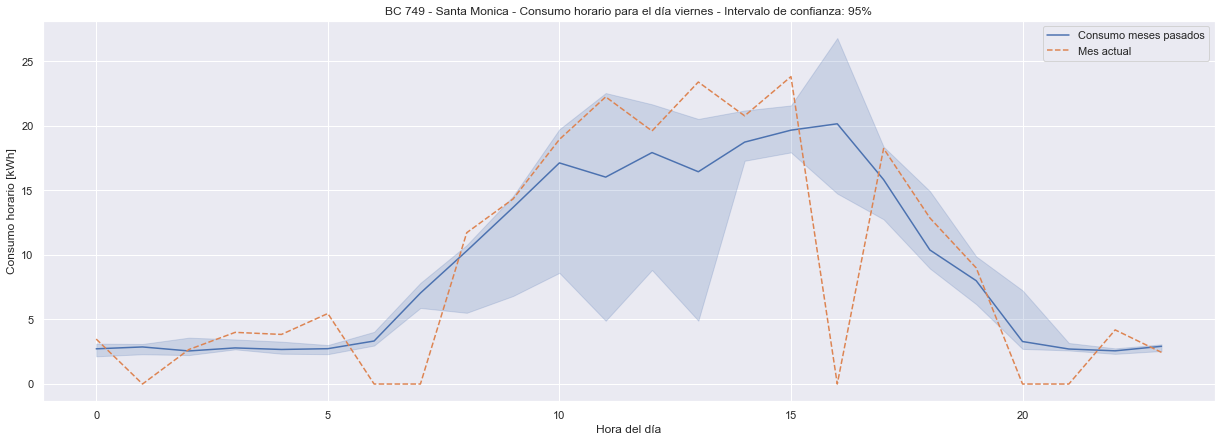 BC 749 - Santa Monica - Consumo horario para el día viernes - Intervalo de confianza: 95%
Consumo meses pasados
Mes actual
Consumo horario [kWh]
25
20
15
10
5
0
0 5 10 15 20
Hora del día